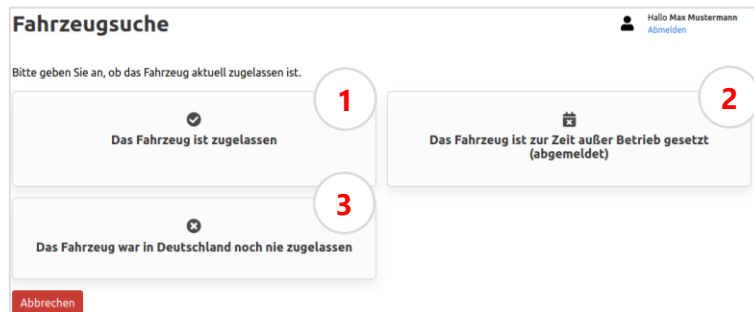 Fahrzeugsuche
Hallo Max Mustermann
Abmelden
Bitte geben Sie an, ob das Fahrzeug aktuell zugelassen ist.
1
Das Fahrzeug ist zugelassen
2
Das Fahrzeug ist zur Zeit außer Betrieb gesetzt
(abgemeldet)
3
Das Fahrzeug war in Deutschland noch nie zugelassen
Abbrechen